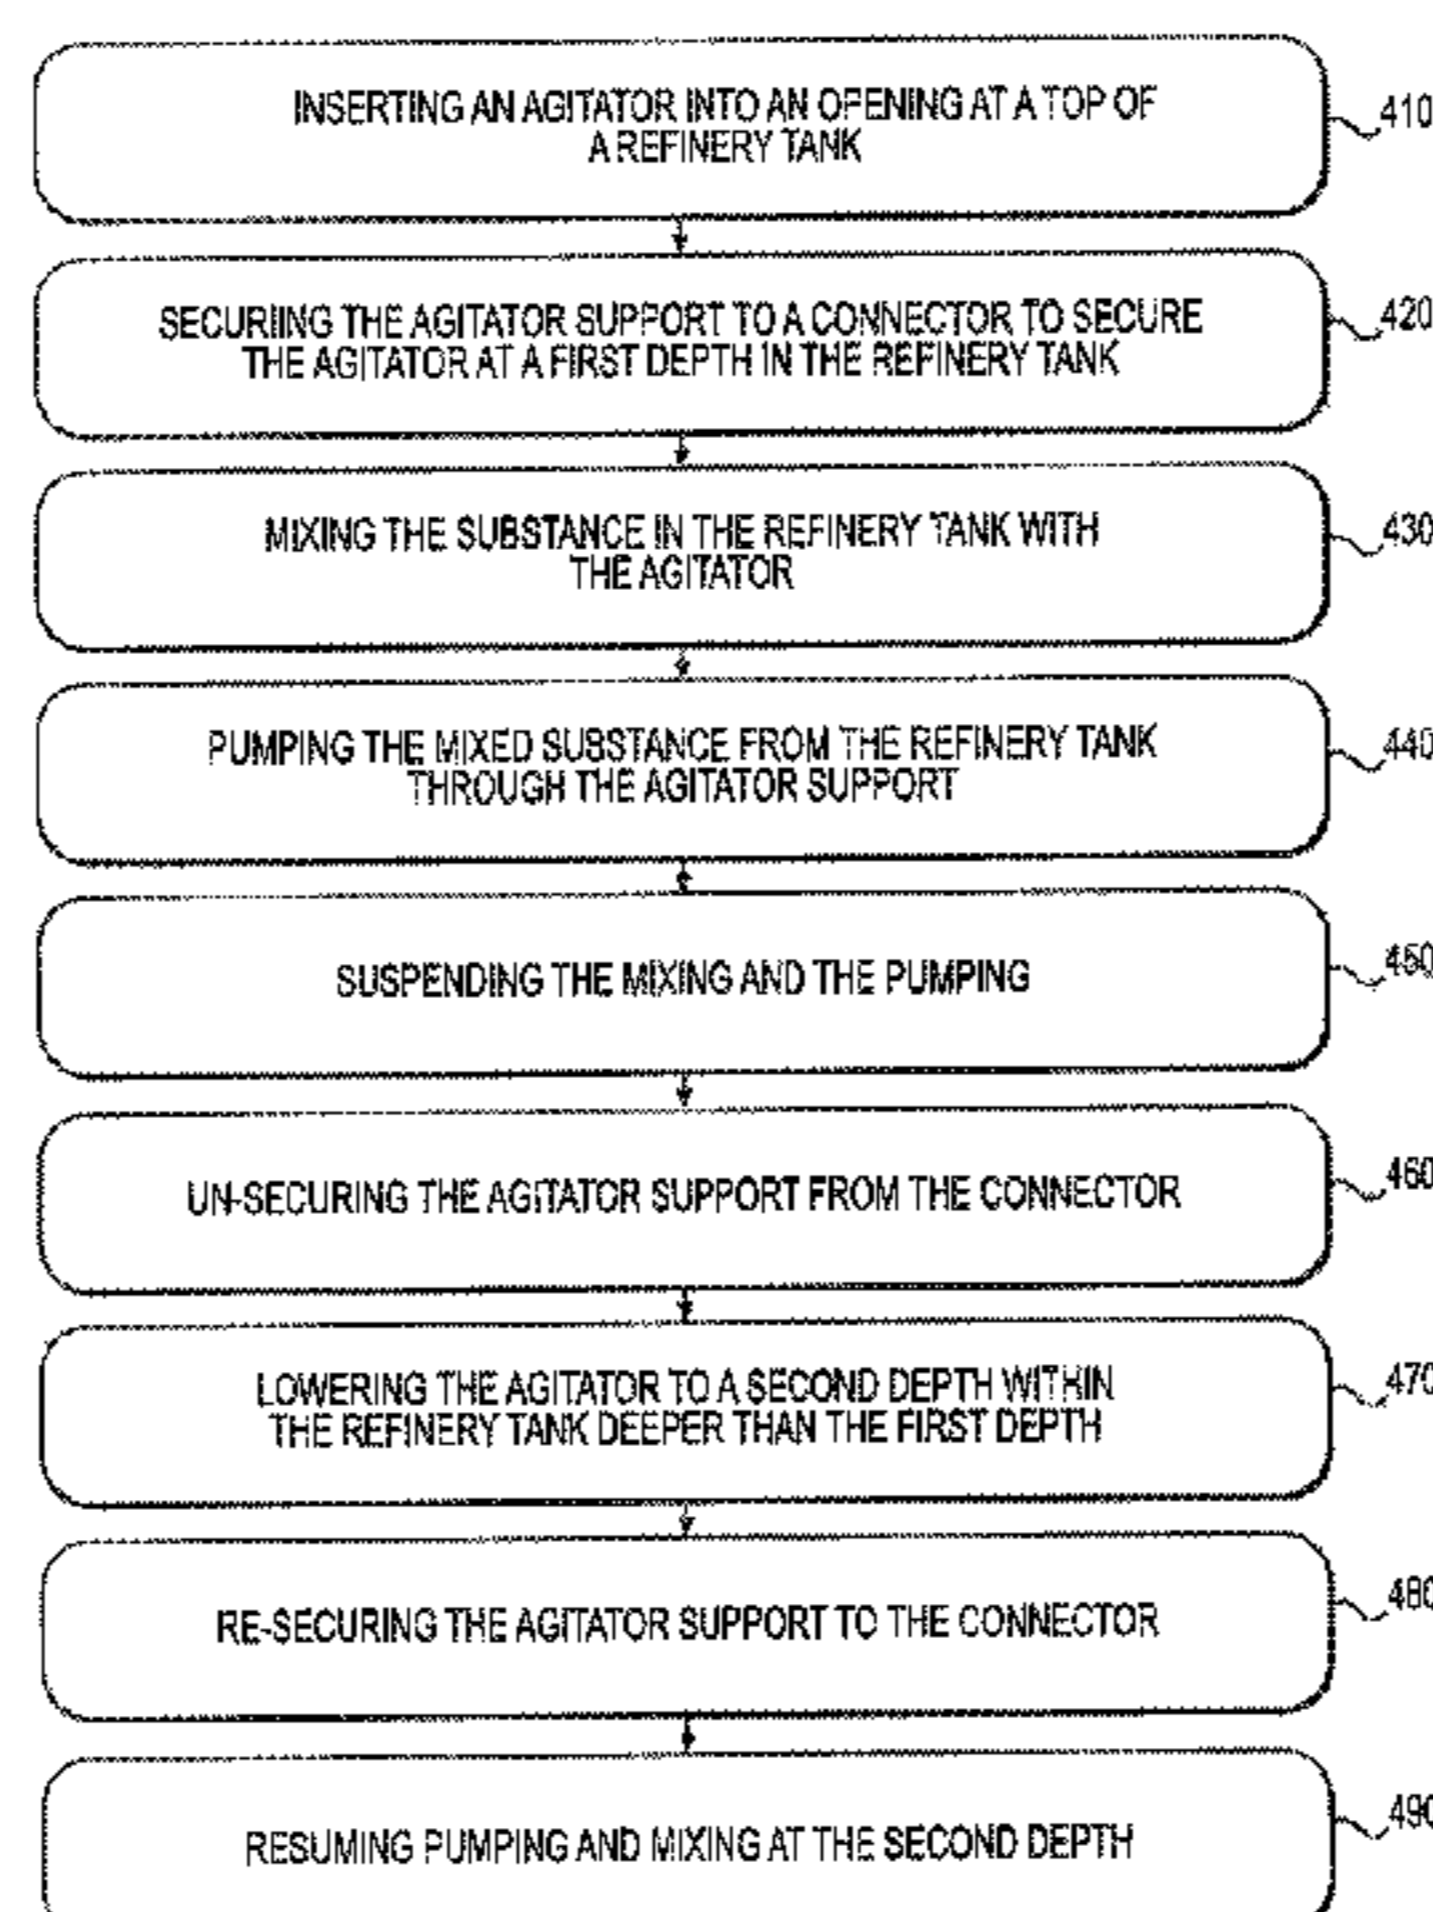 INSERTING AN AGITATOR INTO AN OPENING AT A TOP OF
A REFINERY TANK
410
SECURIING THE AGITATOR SUPPORT TO A CONNECTOR TO SECURE
THE AGITATOR AT A FIRST DEPTH IN THE REFINERY TANK
420
MIXING THE SUBSTANCE IN THE REFINERY TANK WITH
THE AGITATOR
430
PUMPING THE MIXED SUBSTANCE FROM THE REFINERY TANK
THROUGH THE AGITATOR SUPPORT
440
SUSPENDING THE MIXING AND THE PUMPING
450
UN-SECURING THE AGITATOR SUPPORT FROM THE CONNECTOR
460
LOWERING THE AGITATOR TO A SECOND DEPTH WITHIN
THE REFINERY TANK DEEPER THAN THE FIRST DEPTH
470
RE-SECURING THE AGITATOR SUPPORT TO THE CONNECTOR
480
RESUMING PUMPING AND MIXING AT THE SECOND DEPTH
490